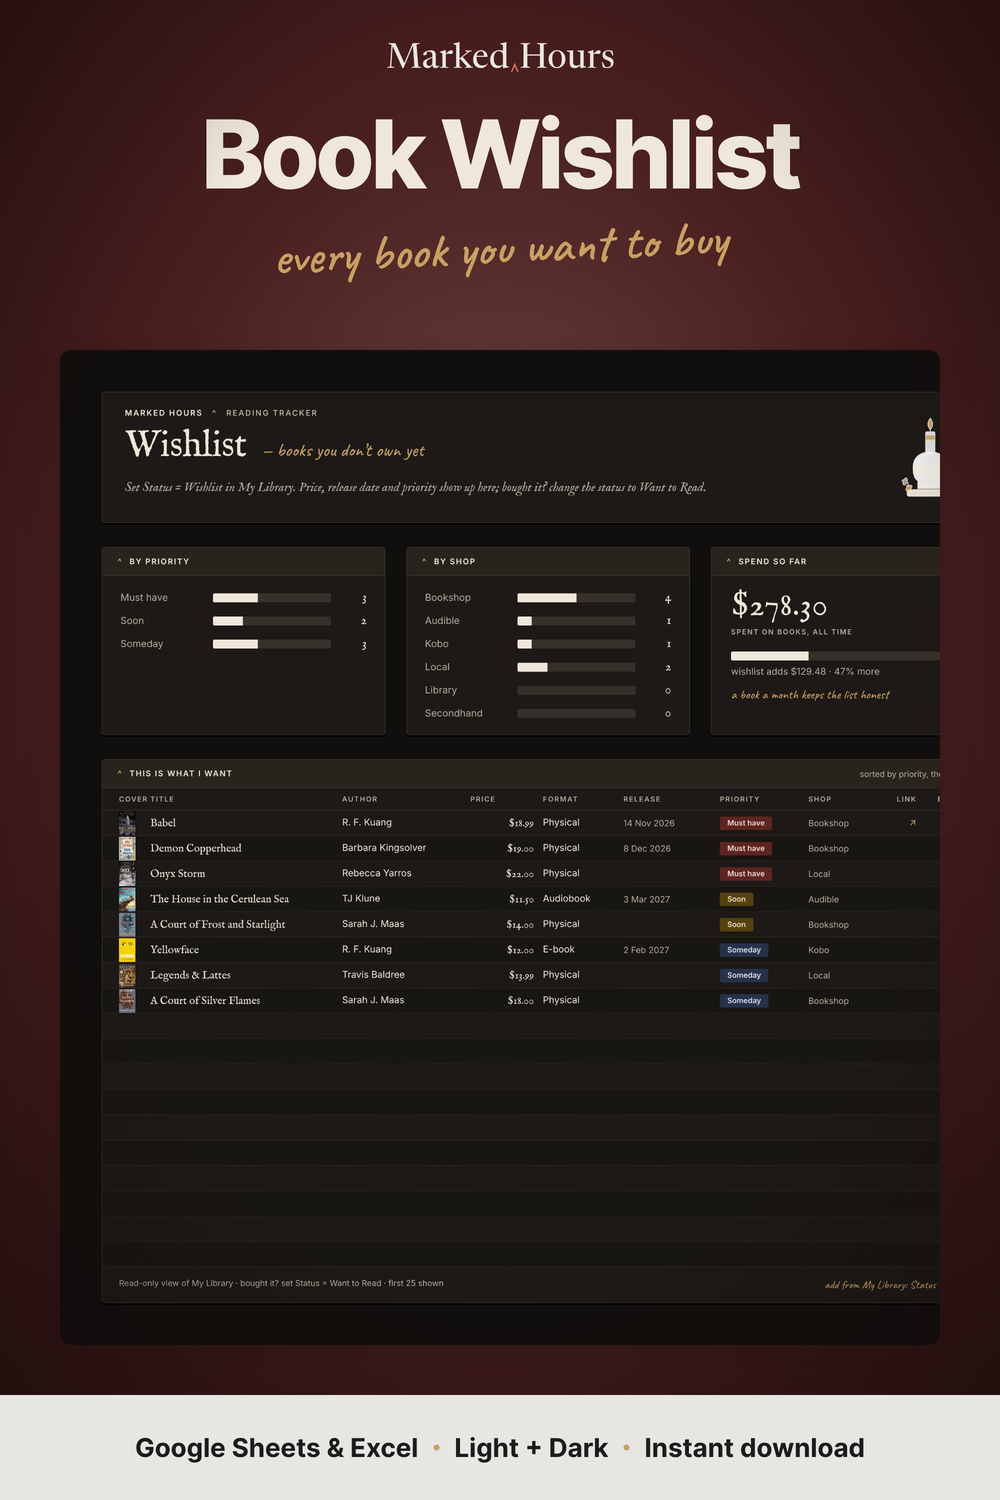 Marked^Hours
Book Wishlist
every book you want to buy
MARKED HOURS ^ READING TRACKER
Wishlist — books you don't own yet
Set Status = Wishlist in My Library. Price, release date and priority show up here; bought it? change the status to Want to Read.
^ BY PRIORITY
Must have 3
Soon 2
Someday 3
^ BY SHOP
Bookshop 4
Audible 1
Kobo 1
Local 2
Library 0
Secondhand 0
^ SPEND SO FAR
$278.30
SPENT ON BOOKS, ALL TIME
wishlist adds $129.48 · 47% more
a book a month keeps the list honest
^ THIS IS WHAT I WANT sorted by priority, the
COVER TITLE AUTHOR PRICE FORMAT RELEASE PRIORITY SHOP LINK
Babel R. F. Kuang $18.99 Physical 14 Nov 2026 Must have Bookshop ↗
Demon Copperhead Barbara Kingsolver $19.00 Physical 8 Dec 2026 Must have Bookshop
Onyx Storm Rebecca Yarros $22.00 Physical Must have Local
The House in the Cerulean Sea TJ Klune $11.50 Audiobook 3 Mar 2027 Soon Audible
A Court of Frost and Starlight Sarah J. Maas $14.00 Physical Soon Bookshop
Yellowface R. F. Kuang $12.00 E-book 2 Feb 2027 Someday Kobo
Legends & Lattes Travis Baldree $13.99 Physical Someday Local
A Court of Silver Flames Sarah J. Maas $18.00 Physical Someday Bookshop
Read-only view of My Library · bought it? set Status = Want to Read · first 25 shown
add from My Library: Status
Google Sheets & Excel • Light + Dark • Instant download